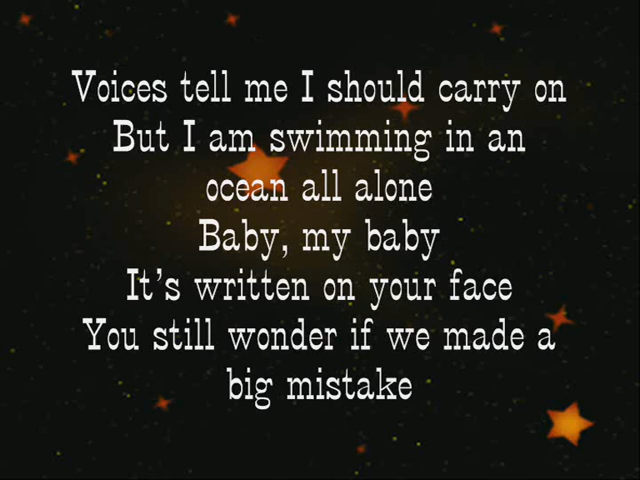 Voices tell me I should carry on
But I am swimming in an
ocean all alone
Baby, my baby
It's written on your face
You still wonder if we made a
big mistake